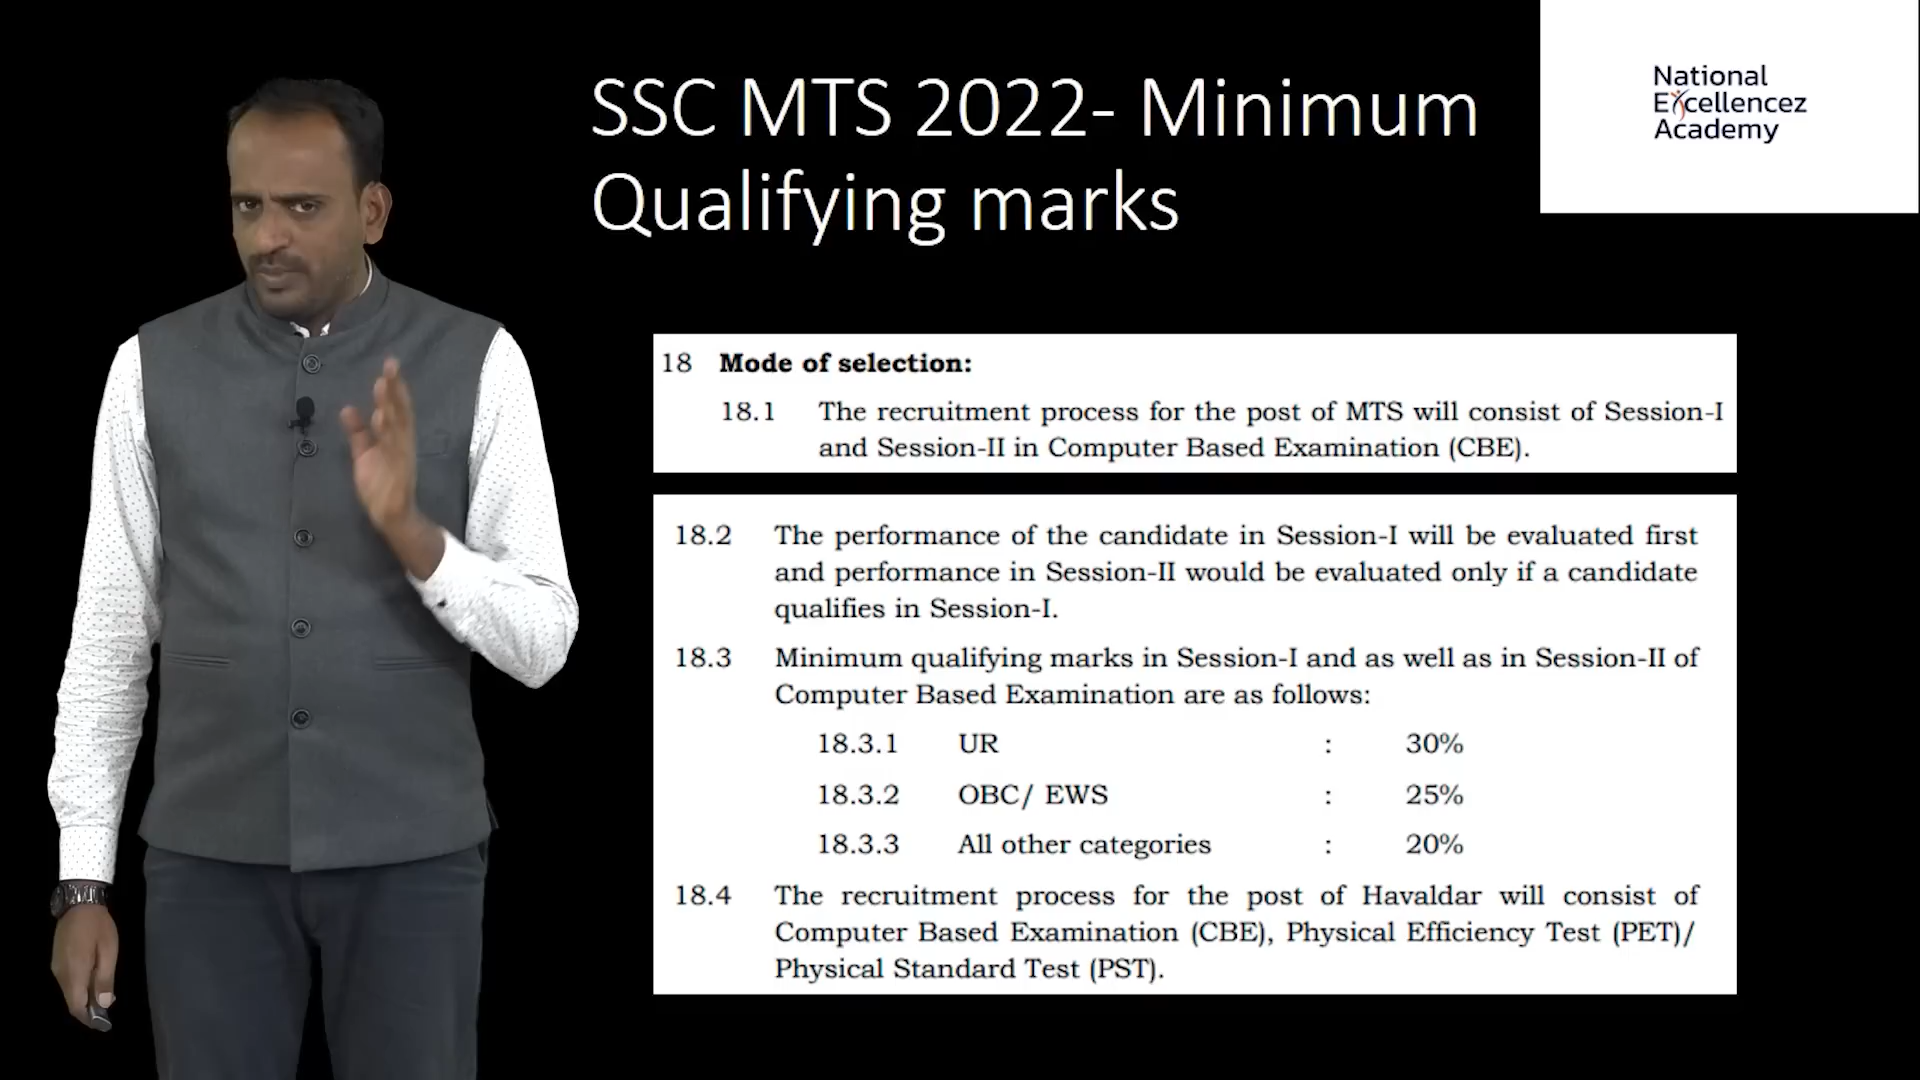 SSC MTS 2022- Minimum
Qualifying marks
National
Excellencez
Academy
18 Mode of selection:
18.1 The recruitment process for the post of MTS will consist of Session-I
and Session-II in Computer Based Examination (CBE).
18.2 The performance of the candidate in Session-I will be evaluated first
and performance in Session-II would be evaluated only if a candidate
qualifies in Session-I.
18.3 Minimum qualifying marks in Session-I and as well as in Session-II of
Computer Based Examination are as follows:
18.3.1 UR : 30%
18.3.2 OBC/ EWS : 25%
18.3.3 All other categories : 20%
18.4 The recruitment process for the post of Havaldar will consist of
Computer Based Examination (CBE), Physical Efficiency Test (PET)/
Physical Standard Test (PST).